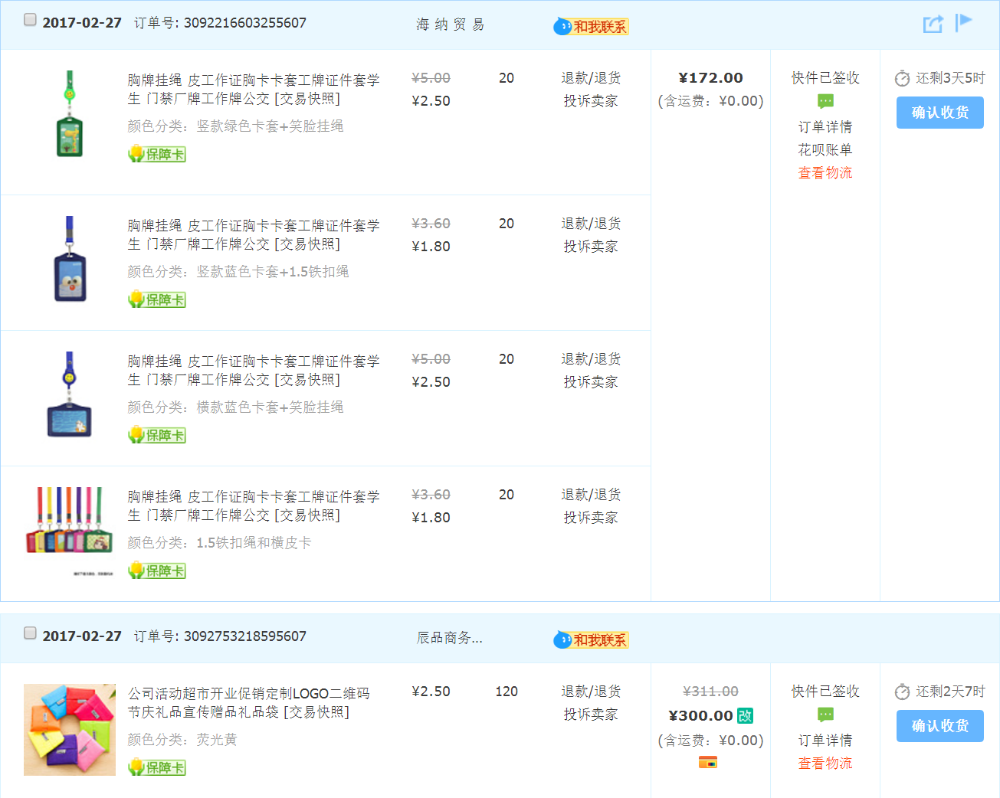 2017-02-27 订单号: 3092216603255607 海 纳 贸 易 和我联系
胸牌挂绳 皮工作证胸卡卡套工牌证件套学 ¥5.00 20 退款/退货 ¥172.00 快件已签收 还剩3天5时
生 门禁厂牌工作牌公交 [交易快照] ¥2.50 投诉卖家 (含运费：¥0.00) 确认收货
颜色分类：竖款绿色卡套+笑脸挂绳 订单详情
保障卡 花呗账单
查看物流
胸牌挂绳 皮工作证胸卡卡套工牌证件套学 ¥3.60 20 退款/退货
生 门禁厂牌工作牌公交 [交易快照] ¥1.80 投诉卖家
颜色分类：竖款蓝色卡套+1.5铁扣绳
保障卡
胸牌挂绳 皮工作证胸卡卡套工牌证件套学 ¥5.00 20 退款/退货
生 门禁厂牌工作牌公交 [交易快照] ¥2.50 投诉卖家
颜色分类：横款蓝色卡套+笑脸挂绳
保障卡
胸牌挂绳 皮工作证胸卡卡套工牌证件套学 ¥3.60 20 退款/退货
生 门禁厂牌工作牌公交 [交易快照] ¥1.80 投诉卖家
颜色分类：1.5铁扣绳和横皮卡
保障卡
2017-02-27 订单号: 3092753218595607 辰品商务... 和我联系
公司活动超市开业促销定制LOGO二维码 ¥2.50 120 退款/退货 ¥311.00 快件已签收 还剩2天7时
节庆礼品宣传赠品礼品袋 [交易快照] 投诉卖家 ¥300.00 改 确认收货
颜色分类：荧光黄 (含运费：¥0.00) 订单详情
保障卡 查看物流